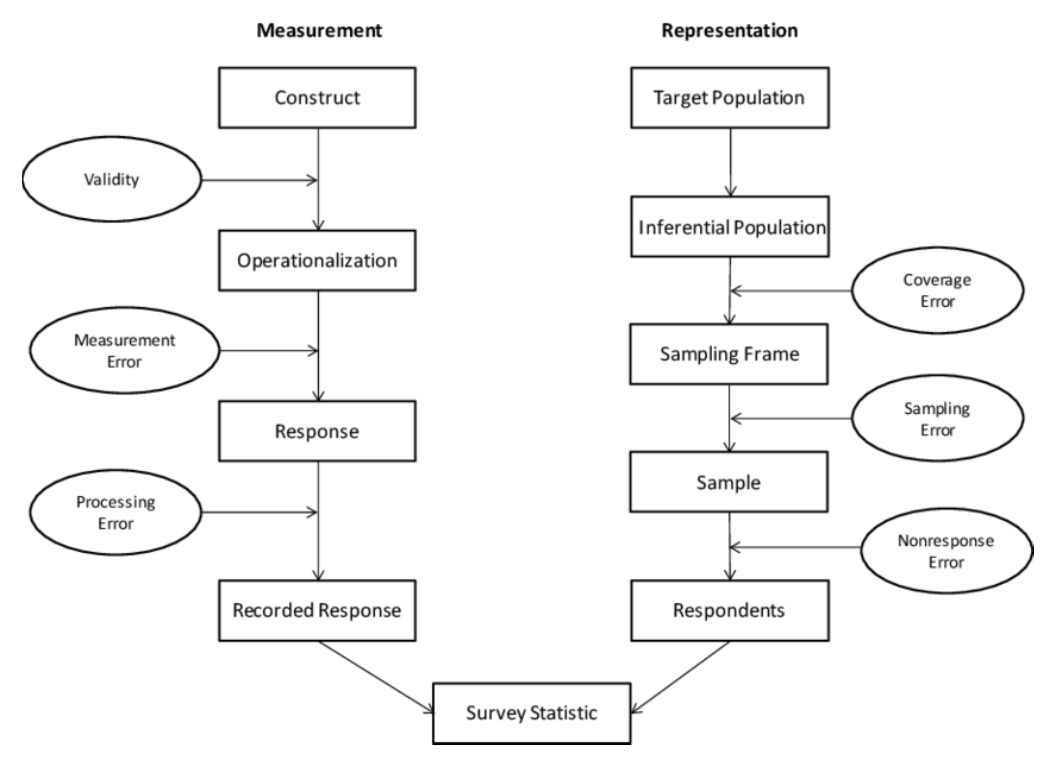 Measurement
Representation
Construct
Target Population
Validity
Inferential Population
Operationalization
Coverage
Error
Measurement
Error
Sampling Frame
Sampling
Error
Response
Sample
Processing
Error
Nonresponse
Error
Recorded Response
Respondents
Survey Statistic